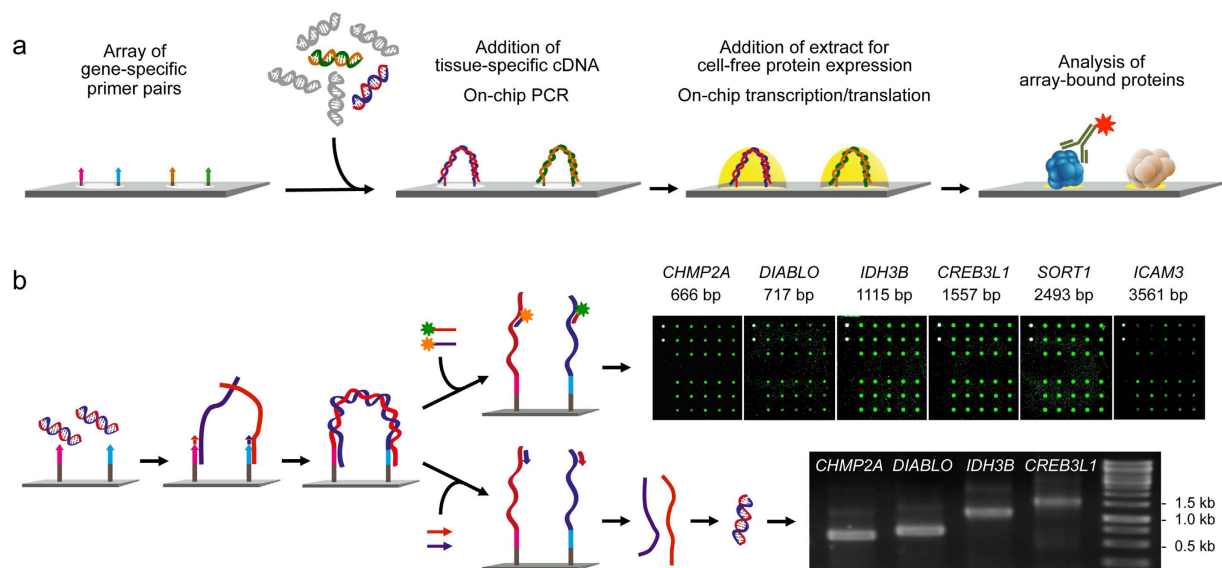 a
Array of
gene-specific
primer pairs
Addition of
tissue-specific cDNA
On-chip PCR
Addition of extract for
cell-free protein expression
On-chip transcription/translation
Analysis of
array-bound proteins
b
CHMP2A DIABLO IDH3B CREB3L1 SORT1 ICAM3
666 bp 717 bp 1115 bp 1557 bp 2493 bp 3561 bp
CHMP2A DIABLO IDH3B CREB3L1
- 1.5 kb
- 1.0 kb
- 0.5 kb